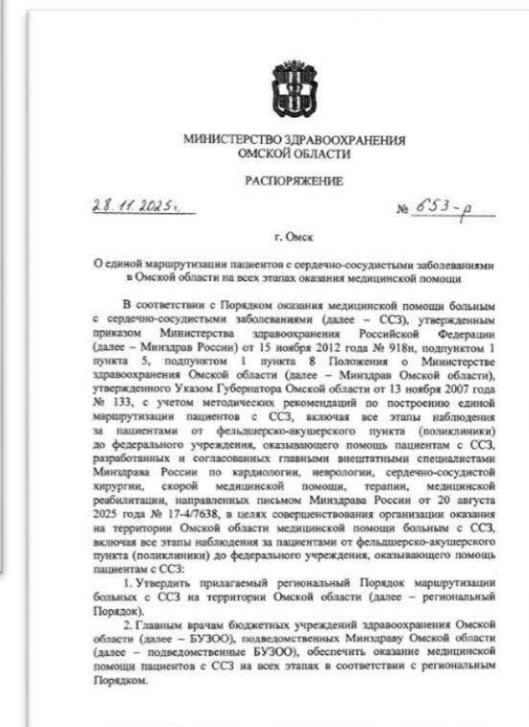 МИНИСТЕРСТВО ЗДРАВООХРАНЕНИЯ
ОМСКОЙ ОБЛАСТИ
РАСПОРЯЖЕНИЕ
28.11.2025г. № 653-р
г. Омск
О единой маршрутизации пациентов с сердечно-сосудистыми заболеваниями
в Омской области на всех этапах оказания медицинской помощи
В соответствии с Порядком оказания медицинской помощи больным
с сердечно-сосудистыми заболеваниями (далее – ССЗ), утвержденным
приказом Министерства здравоохранения Российской Федерации
(далее – Минздрав России) от 15 ноября 2012 года № 918н, подпунктом 1
пункта 5, подпунктом 1 пункта 8 Положения о Министерстве
здравоохранения Омской области (далее – Минздрав Омской области),
утвержденного Указом Губернатора Омской области от 13 ноября 2007 года
№ 133, с учетом методических рекомендаций по построению единой
маршрутизации пациентов с ССЗ, включая все этапы наблюдения
за пациентами от фельдшерско-акушерского пункта (поликлиники)
до федерального учреждения, оказывающего помощь пациентам с ССЗ,
разработанных и согласованных главными внештатными специалистами
Минздрава России по кардиологии, неврологии, сердечно-сосудистой
хирургии, скорой медицинской помощи, терапии, медицинской
реабилитации, направленных письмом Минздрава России от 20 августа
2025 года № 17-4/7638, в целях совершенствования организации оказания
на территории Омской области медицинской помощи больным с ССЗ,
включая все этапы наблюдения за пациентами от фельдшерско-акушерского
пункта (поликлиники) до федерального учреждения, оказывающего помощь
пациентам с ССЗ:
1. Утвердить прилагаемый региональный Порядок маршрутизации
больных с ССЗ на территории Омской области (далее – региональный
Порядок).
2. Главным врачам бюджетных учреждений здравоохранения Омской
области (далее – БУЗОО), подведомственных Минздраву Омской области
(далее – подведомственные БУЗОО), обеспечить оказание медицинской
помощи пациентов с ССЗ на всех этапах в соответствии с региональным
Порядком.